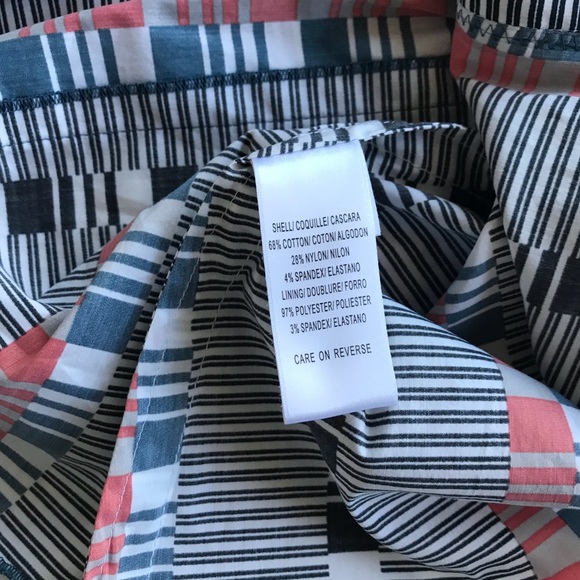 SHELL/ COQUILLE/ CASCARA
68% COTTON/ COTON/ ALGODON
28% NYLON/ NILON
4% SPANDEX/ ELASTANO
LINING/ DOUBLURE/ FORRO
97% POLYESTER/ POLIESTER
3% SPANDEX/ ELASTANO
CARE ON REVERSE